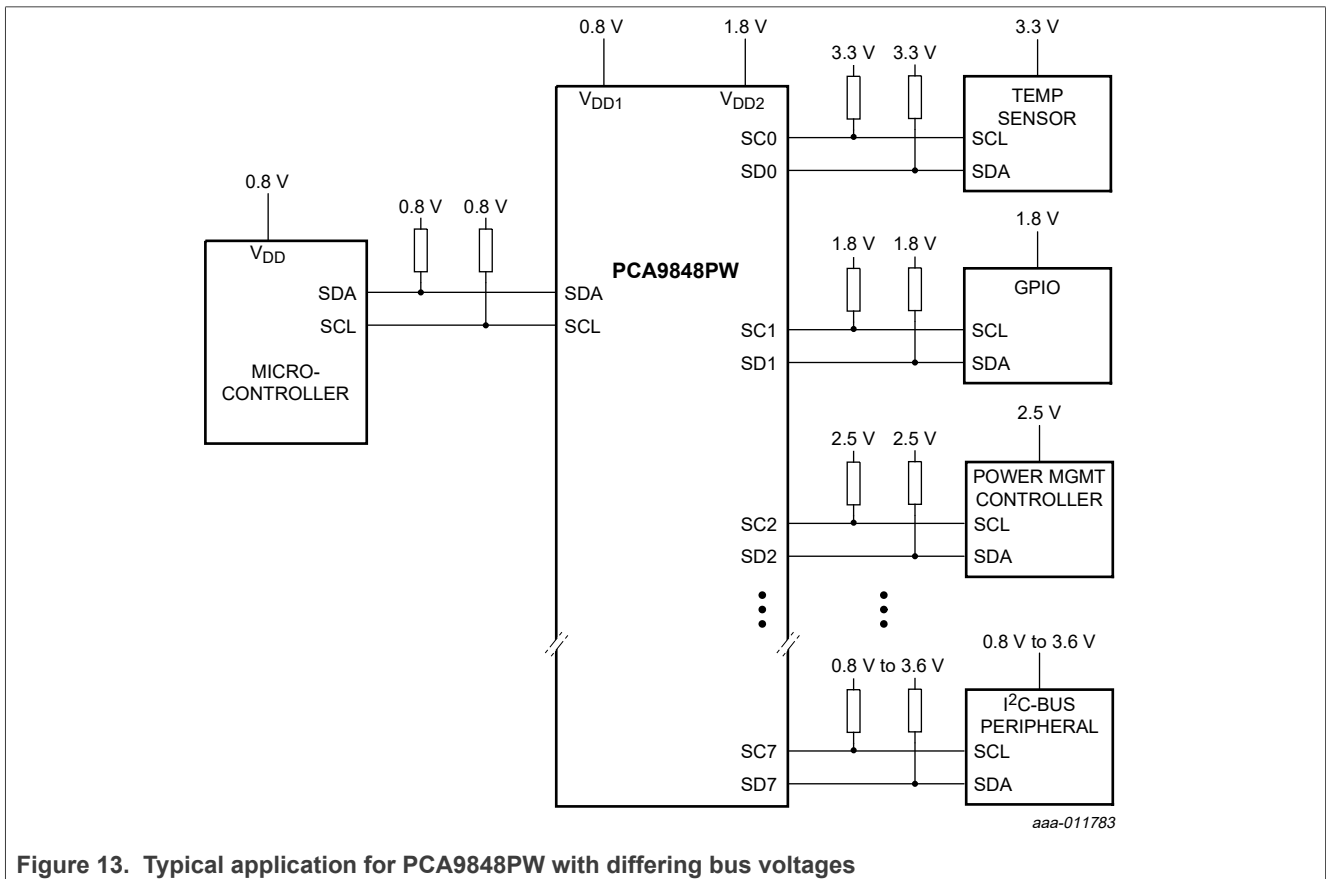 0.8 V
1.8 V
3.3 V
3.3 V 3.3 V
VDD1
VDD2
TEMP
SENSOR
SC0
SCL
SD0
SDA
0.8 V
0.8 V 0.8 V
VDD
1.8 V
1.8 V 1.8 V
PCA9848PW
GPIO
SDA
SDA
SCL
SCL
SC1
SCL
SD1
SDA
MICRO-
CONTROLLER
2.5 V
2.5 V 2.5 V
POWER MGMT
CONTROLLER
SC2
SCL
SD2
SDA
0.8 V to 3.6 V
0.8 V to 3.6 V
I2C-BUS
PERIPHERAL
SC7
SCL
SD7
SDA
aaa-011783
Figure 13. Typical application for PCA9848PW with differing bus voltages